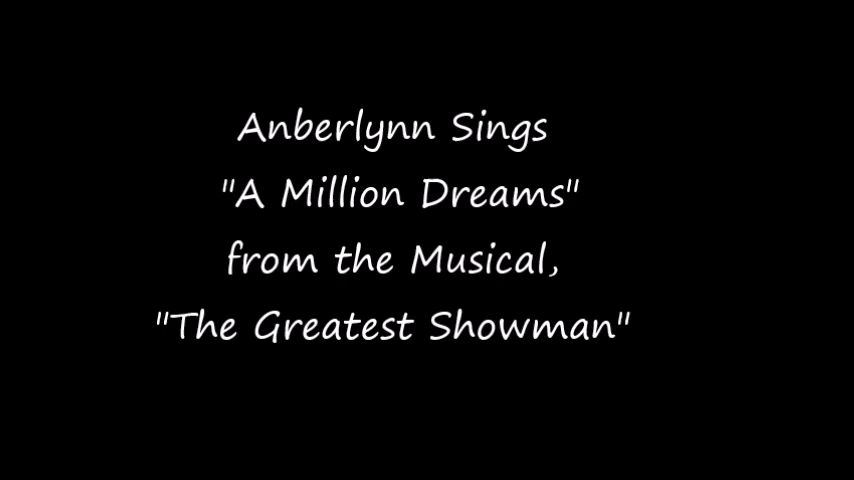 Anberlynn Sings
"A Million Dreams"
from the Musical,
"The Greatest Showman"